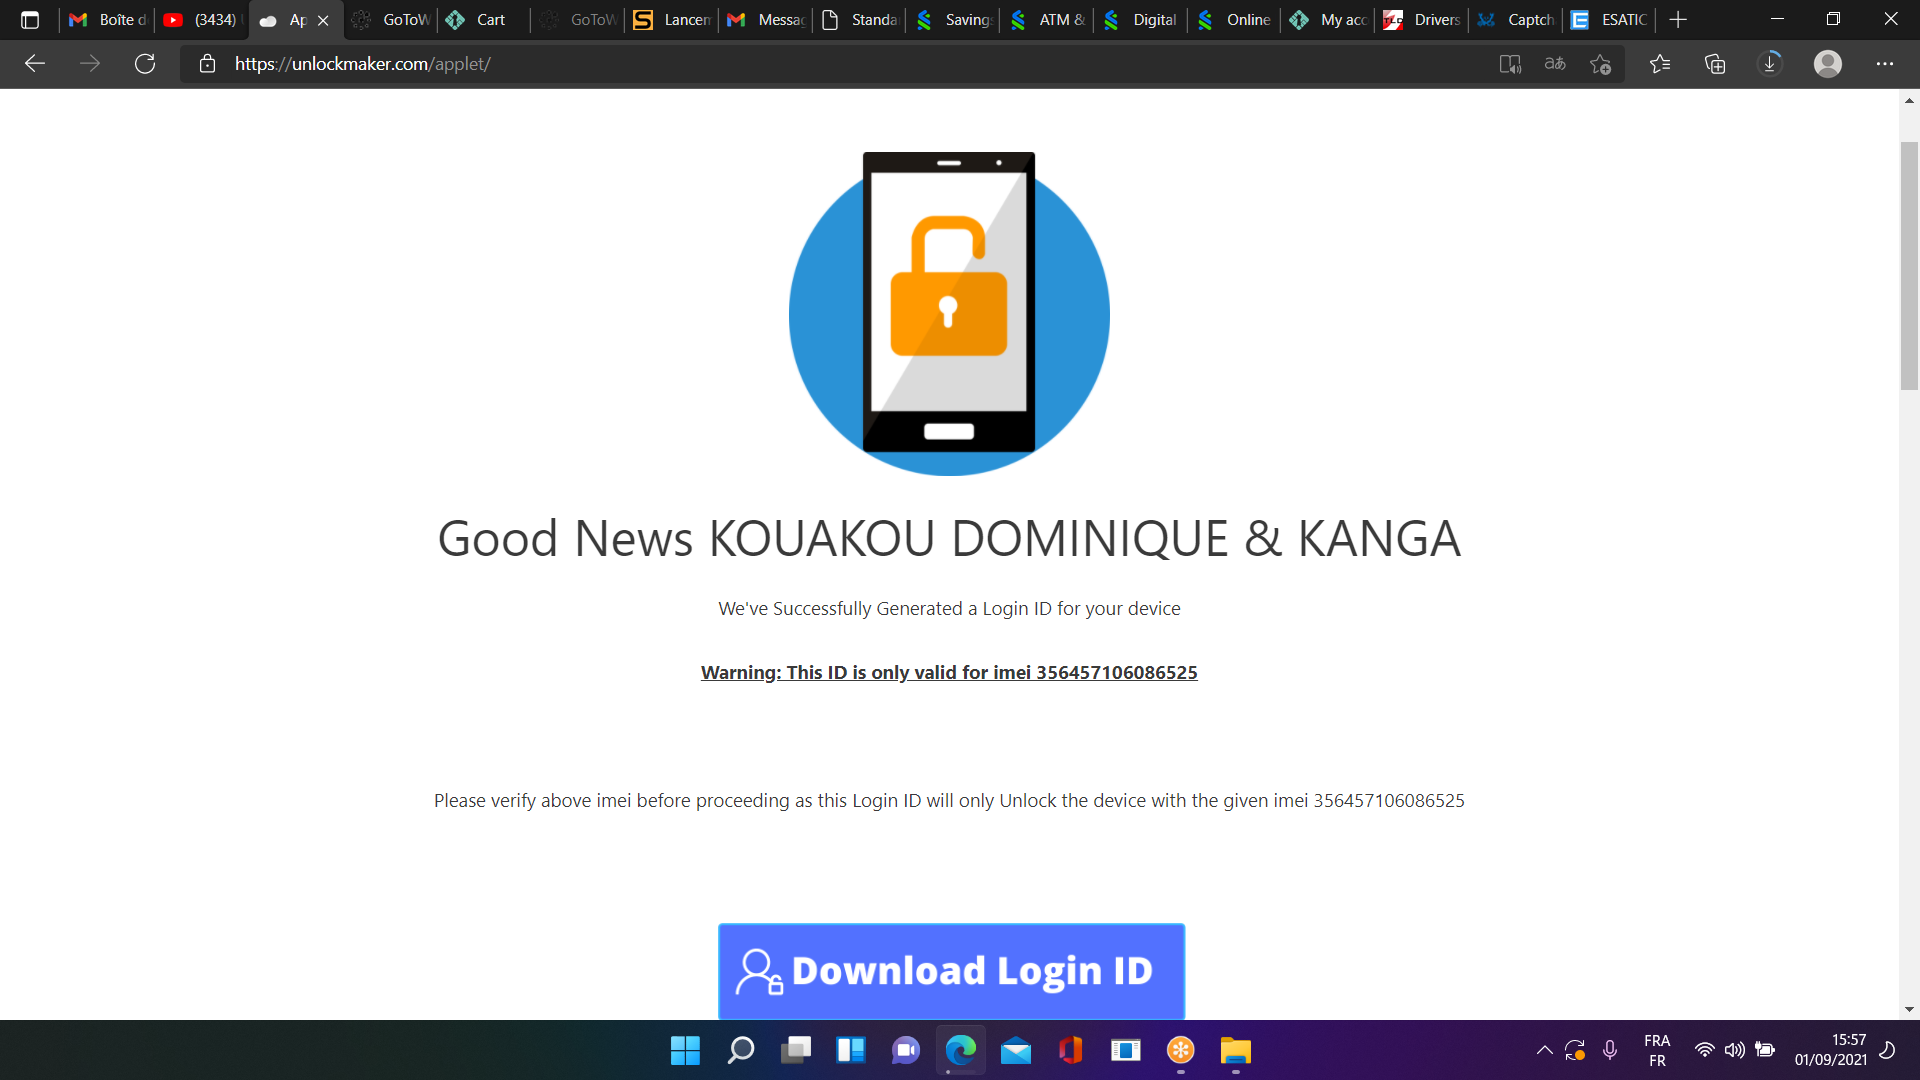 Boîte d
(3434)
Ap
GoToW
Cart
GoToW
Lancem
Messag
Standa
Savings
ATM &
Digital
Online
My acc
Drivers
Captch
ESATIC
https://unlockmaker.com/applet/
Good News KOUAKOU DOMINIQUE & KANGA
We've Successfully Generated a Login ID for your device
Warning: This ID is only valid for imei 356457106086525
Please verify above imei before proceeding as this Login ID will only Unlock the device with the given imei 356457106086525
Download Login ID
FRA
FR
15:57
01/09/2021